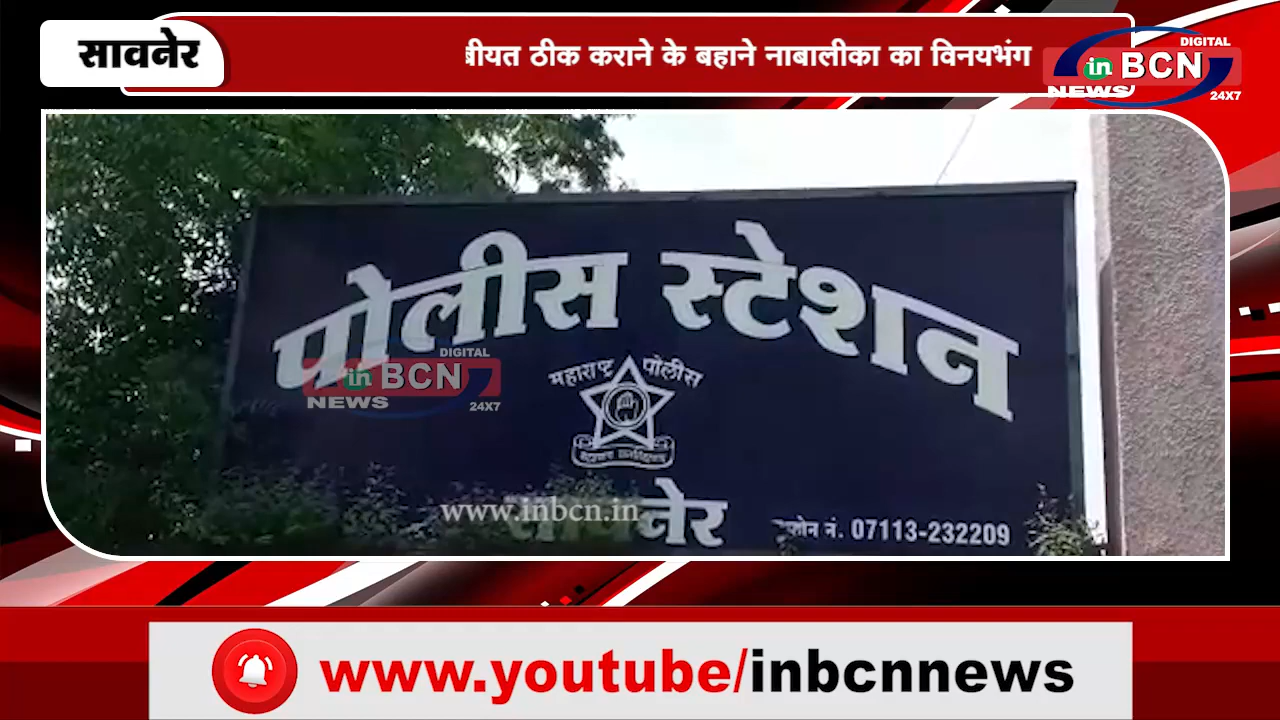 सावनेर
ठीक कराने के बहाने नाबालीका का विनयभंग
DIGITAL
in BCN
NEWS
24X7
पोलीस स्टेशन
DIGITAL
in BCN
NEWS
24X7
महाराष्ट्र पोलीस
www.inbcn.in
नं. 07113-232209
www.youtube/inbcnnews